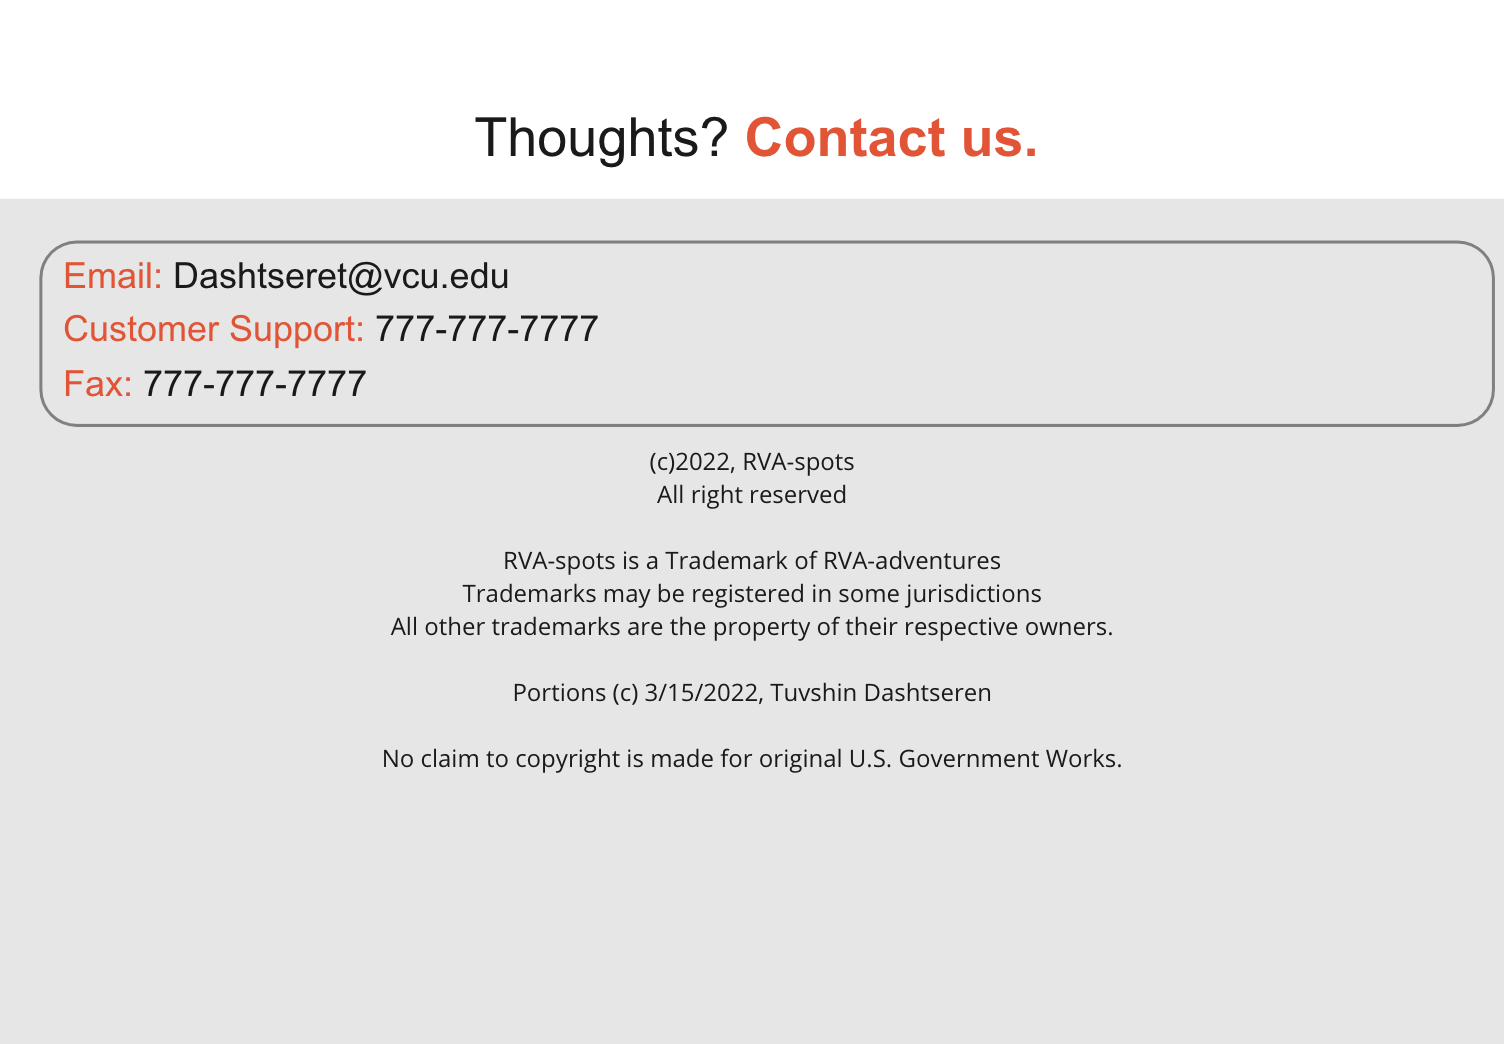 Thoughts? Contact us.
Email: Dashtseret@vcu.edu
Customer Support: 777-777-7777
Fax: 777-777-7777
(c)2022, RVA-spots
All right reserved
RVA-spots is a Trademark of RVA-adventures
Trademarks may be registered in some jurisdictions
All other trademarks are the property of their respective owners.
Portions (c) 3/15/2022, Tuvshin Dashtseren
No claim to copyright is made for original U.S. Government Works.